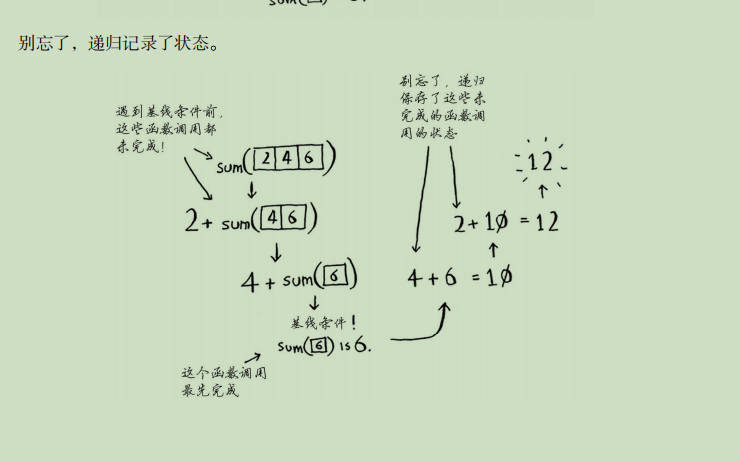 别忘了，递归记录了状态。
遇到基线条件前，
这些函数调用都
未完成！
别忘了，递归
保存了这些未
完成的函数调
用的状态
sum(2 4 6)
12
2 + sum(4 6)
2 + 10 = 12
4 + sum(6)
4 + 6 = 10
基线条件！
sum(6) is 6.
这个函数调用
最先完成